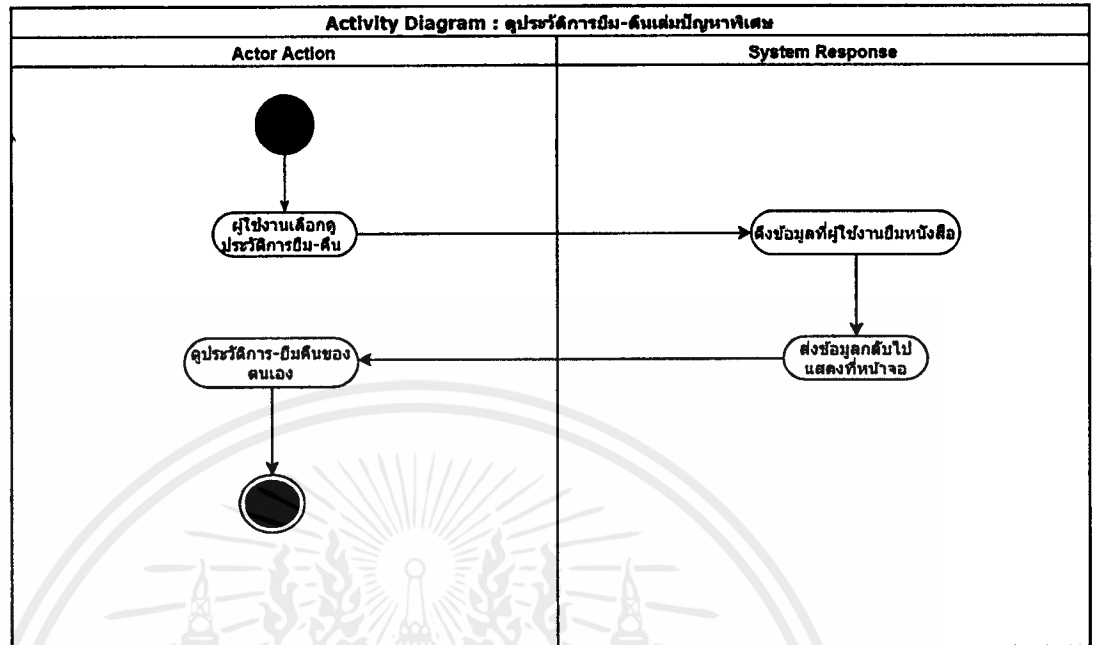 Activity Diagram : ดูประวัติการยืม-คืนเล่มปัญหาพิเศษ
Actor Action
System Response
ผู้ใช้งานเลือกดู
ประวัติการยืม-คืน
ดึงข้อมูลที่ผู้ใช้งานยืมหนังสือ
ดูประวัติการ-ยืมคืนของ
ตนเอง
ส่งข้อมูลกลับไป
แสดงที่หน้าจอ